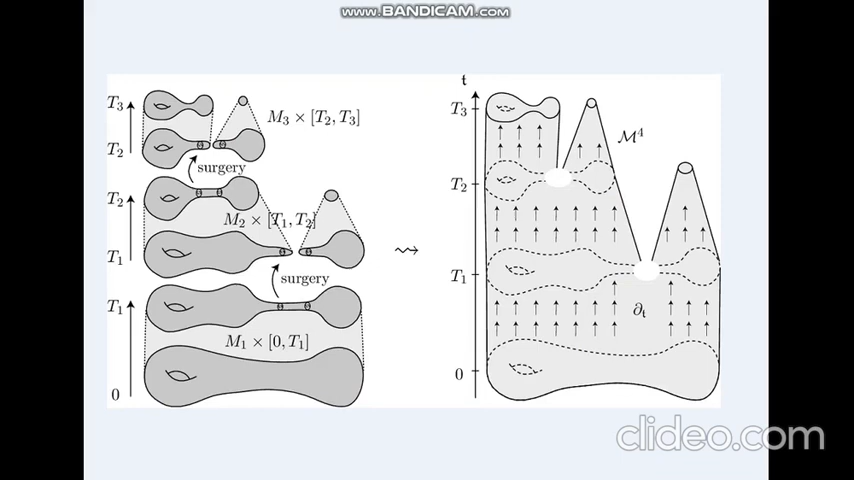 www.BANDICAM.com
T₃
M₃ × [T₂, T₃]
T₂
surgery
T₂
M₂ × [T₁, T₂]
T₁
surgery
T₁
M₁ × [0, T₁]
0
𝔱
T₃
ℳ⁴
T₂
T₁
∂𝔱
0
clideo.com